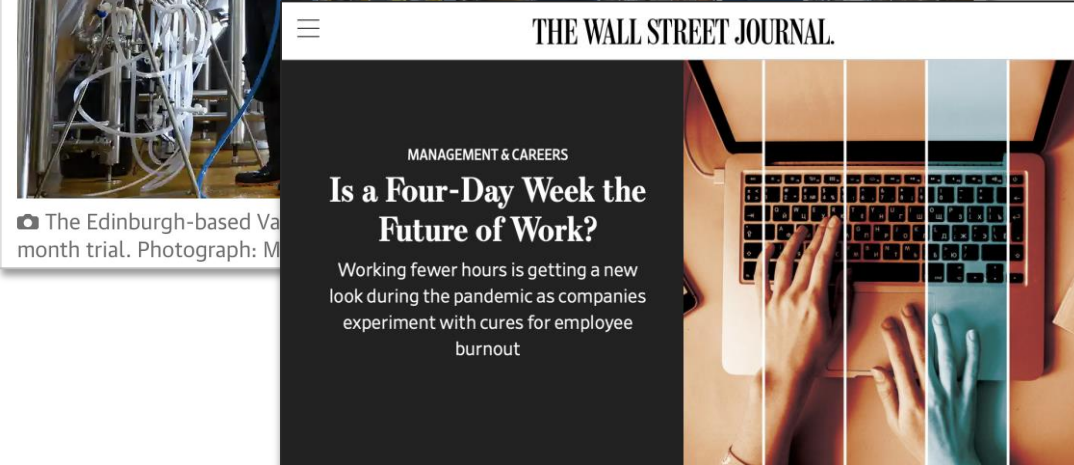 THE WALL STREET JOURNAL.
MANAGEMENT & CAREERS
Is a Four-Day Week the
Future of Work?
Working fewer hours is getting a new
look during the pandemic as companies
experiment with cures for employee
burnout
The Edinburgh-based
month trial. Photograph: